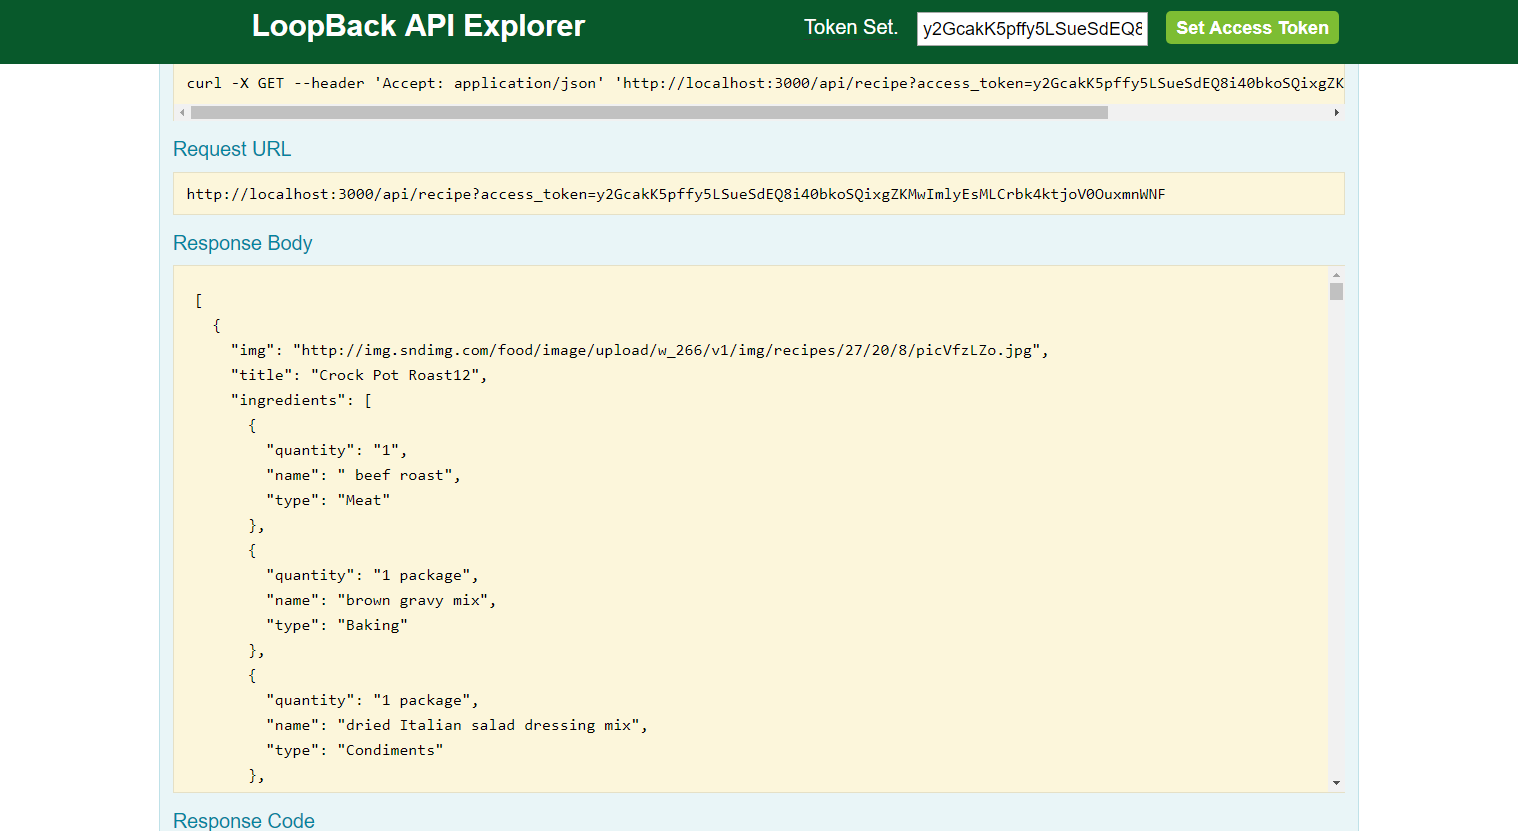 LoopBack API Explorer
Token Set.
y2GcakK5pffy5LSueSdEQ8
Set Access Token
curl -X GET --header 'Accept: application/json' 'http://localhost:3000/api/recipe?access_token=y2GcakK5pffy5LSueSdEQ8i40bkoSQixgZK
Request URL
http://localhost:3000/api/recipe?access_token=y2GcakK5pffy5LSueSdEQ8i40bkoSQixgZKMwImlyEsMLCrbk4ktjoV0OuxmnWNF
Response Body
[
{
"img": "http://img.sndimg.com/food/image/upload/w_266/v1/img/recipes/27/20/8/picVfzLZo.jpg",
"title": "Crock Pot Roast12",
"ingredients": [
{
"quantity": "1",
"name": " beef roast",
"type": "Meat"
},
{
"quantity": "1 package",
"name": "brown gravy mix",
"type": "Baking"
},
{
"quantity": "1 package",
"name": "dried Italian salad dressing mix",
"type": "Condiments"
},
Response Code